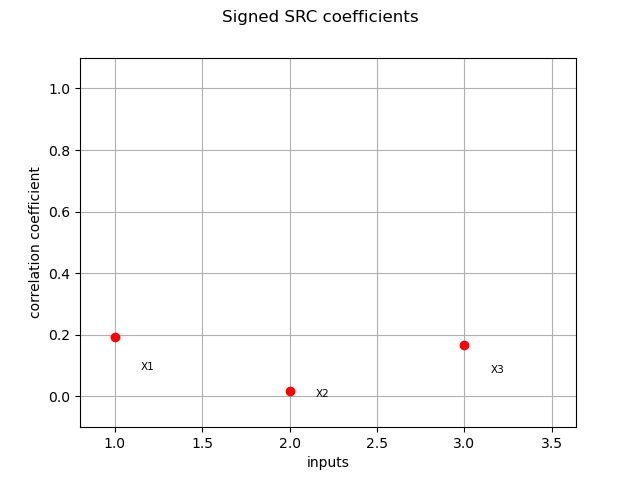 Signed SRC coefficients
correlation coefficient
1.0
0.8
0.6
0.4
0.2
0.0
X1
X2
X3
1.0 1.5 2.0 2.5 3.0 3.5
inputs